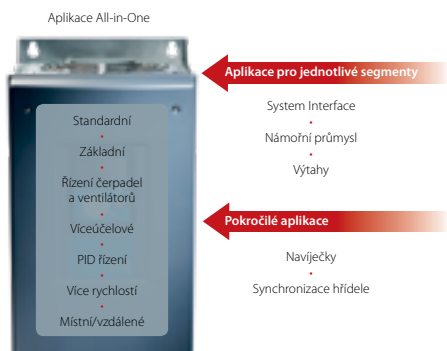 Aplikace All-in-One
Standardní
•
Základní
•
Řízení čerpadel
a ventilátorů
•
Víceúčelové
•
PID řízení
•
Více rychlostí
•
Místní/vzdálené
Aplikace pro jednotlivé segmenty
System Interface
•
Námořní průmysl
•
Výtahy
Pokročilé aplikace
Navíječky
•
Synchronizace hřídele